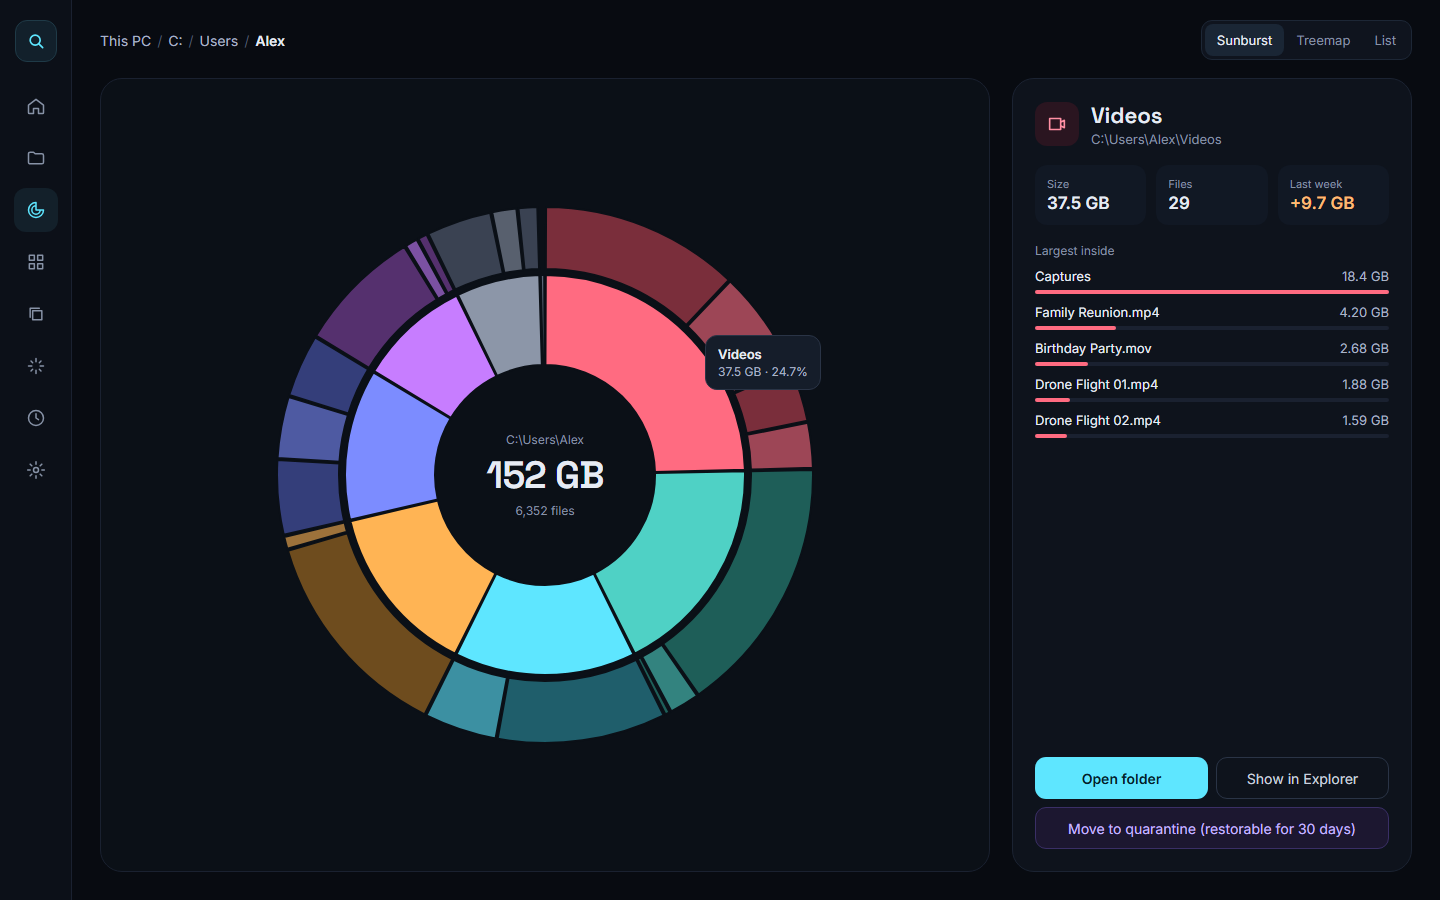 This PC / C: / Users / Alex
Sunburst Treemap List
C:\Users\Alex
152 GB
6,352 files
Videos
37.5 GB · 24.7%
Videos
C:\Users\Alex\Videos
Size Files Last week
37.5 GB 29 +9.7 GB
Largest inside
Captures 18.4 GB
Family Reunion.mp4 4.20 GB
Birthday Party.mov 2.68 GB
Drone Flight 01.mp4 1.88 GB
Drone Flight 02.mp4 1.59 GB
Open folder Show in Explorer
Move to quarantine (restorable for 30 days)